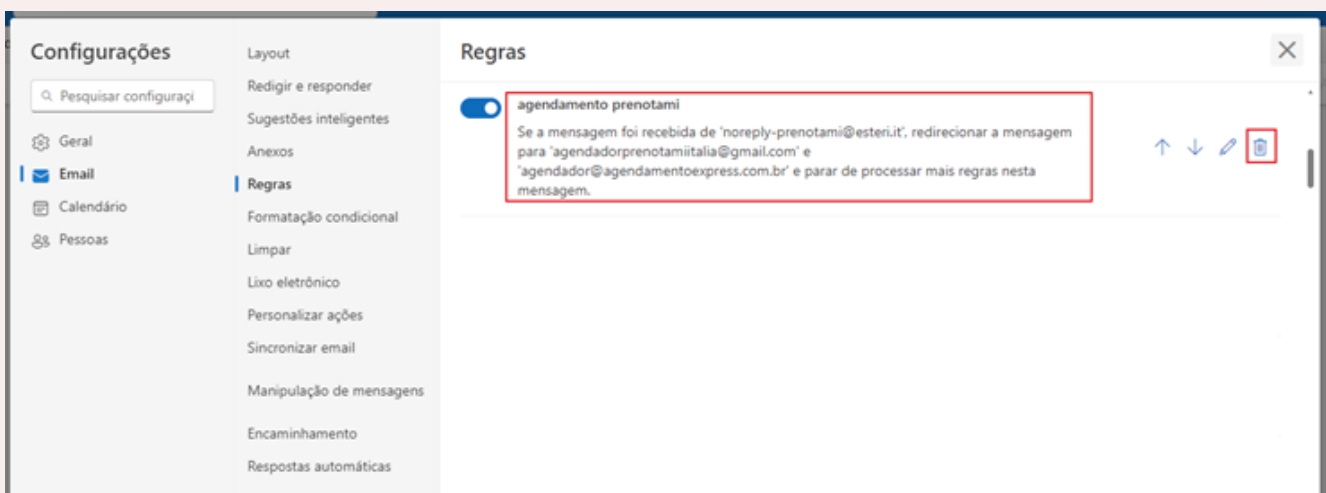 Configurações
Pesquisar configuraçi
Geral
Email
Calendário
Pessoas
Layout
Redigir e responder
Sugestões inteligentes
Anexos
Regras
Formatação condicional
Limpar
Lixo eletrônico
Personalizar ações
Sincronizar email
Manipulação de mensagens
Encaminhamento
Respostas automáticas
Regras
agendamento prenotami
Se a mensagem foi recebida de 'noreply-prenotami@esteri.it', redirecionar a mensagem
para 'agendadorprenotamiitalia@gmail.com' e
'agendador@agendamentoexpress.com.br' e parar de processar mais regras nesta
mensagem.